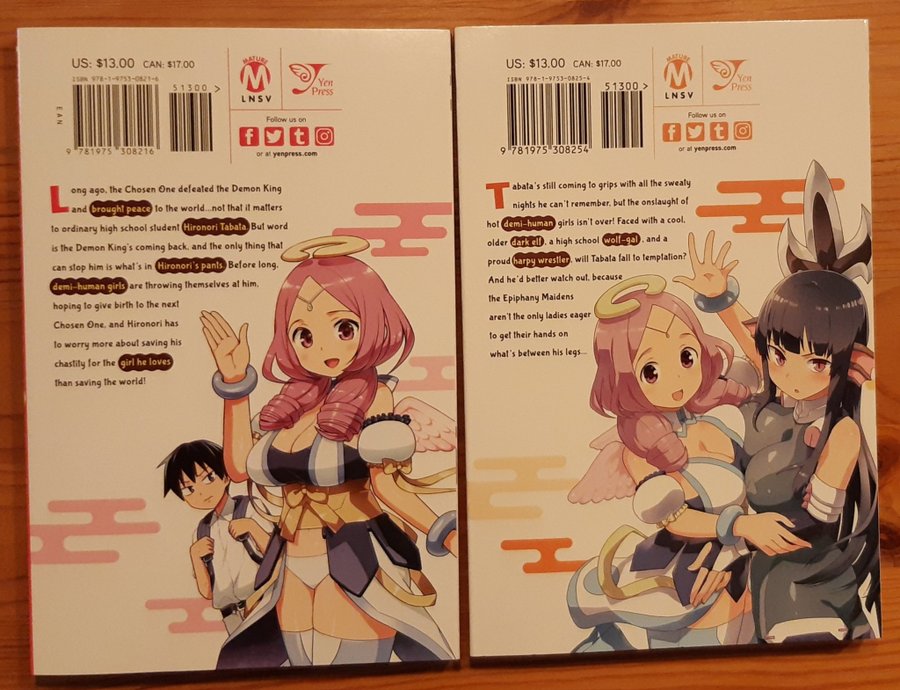 US: $13.00 CAN: $17.00
ISBN 978-1-9753-0821-6
51300 >
EAN
9 781975 308216
MATURE
M
LNSV
Yen
Press
Follow us on
f t
or at yenpress.com
Long ago, the Chosen One defeated the Demon King
and brought peace to the world...not that it matters
to ordinary high school student Hironori Tabata. But word
is the Demon King's coming back, and the only thing that
can stop him is what's in Hironori's pants! Before long,
demi-human girls are throwing themselves at him,
hoping to give birth to the next
Chosen One, and Hironori has
to worry more about saving his
chastity for the girl he loves
than saving the world!
US: $13.00 CAN: $17.00
ISBN 978-1-9753-0825-4
51300 >
9 781975 308254
MATURE
M
LNSV
Yen
Press
Follow us on
f t
or at yenpress.com
Tabata's still coming to grips with all the sweaty
nights he can't remember, but the onslaught of
hot demi-human girls isn't over! Faced with a cool,
older dark elf, a high school wolf-gal, and a
proud harpy wrestler, will Tabata fall to temptation?
And he'd better watch out, because
the Epiphany Maidens
aren't the only ladies eager
to get their hands on
what's between his legs...